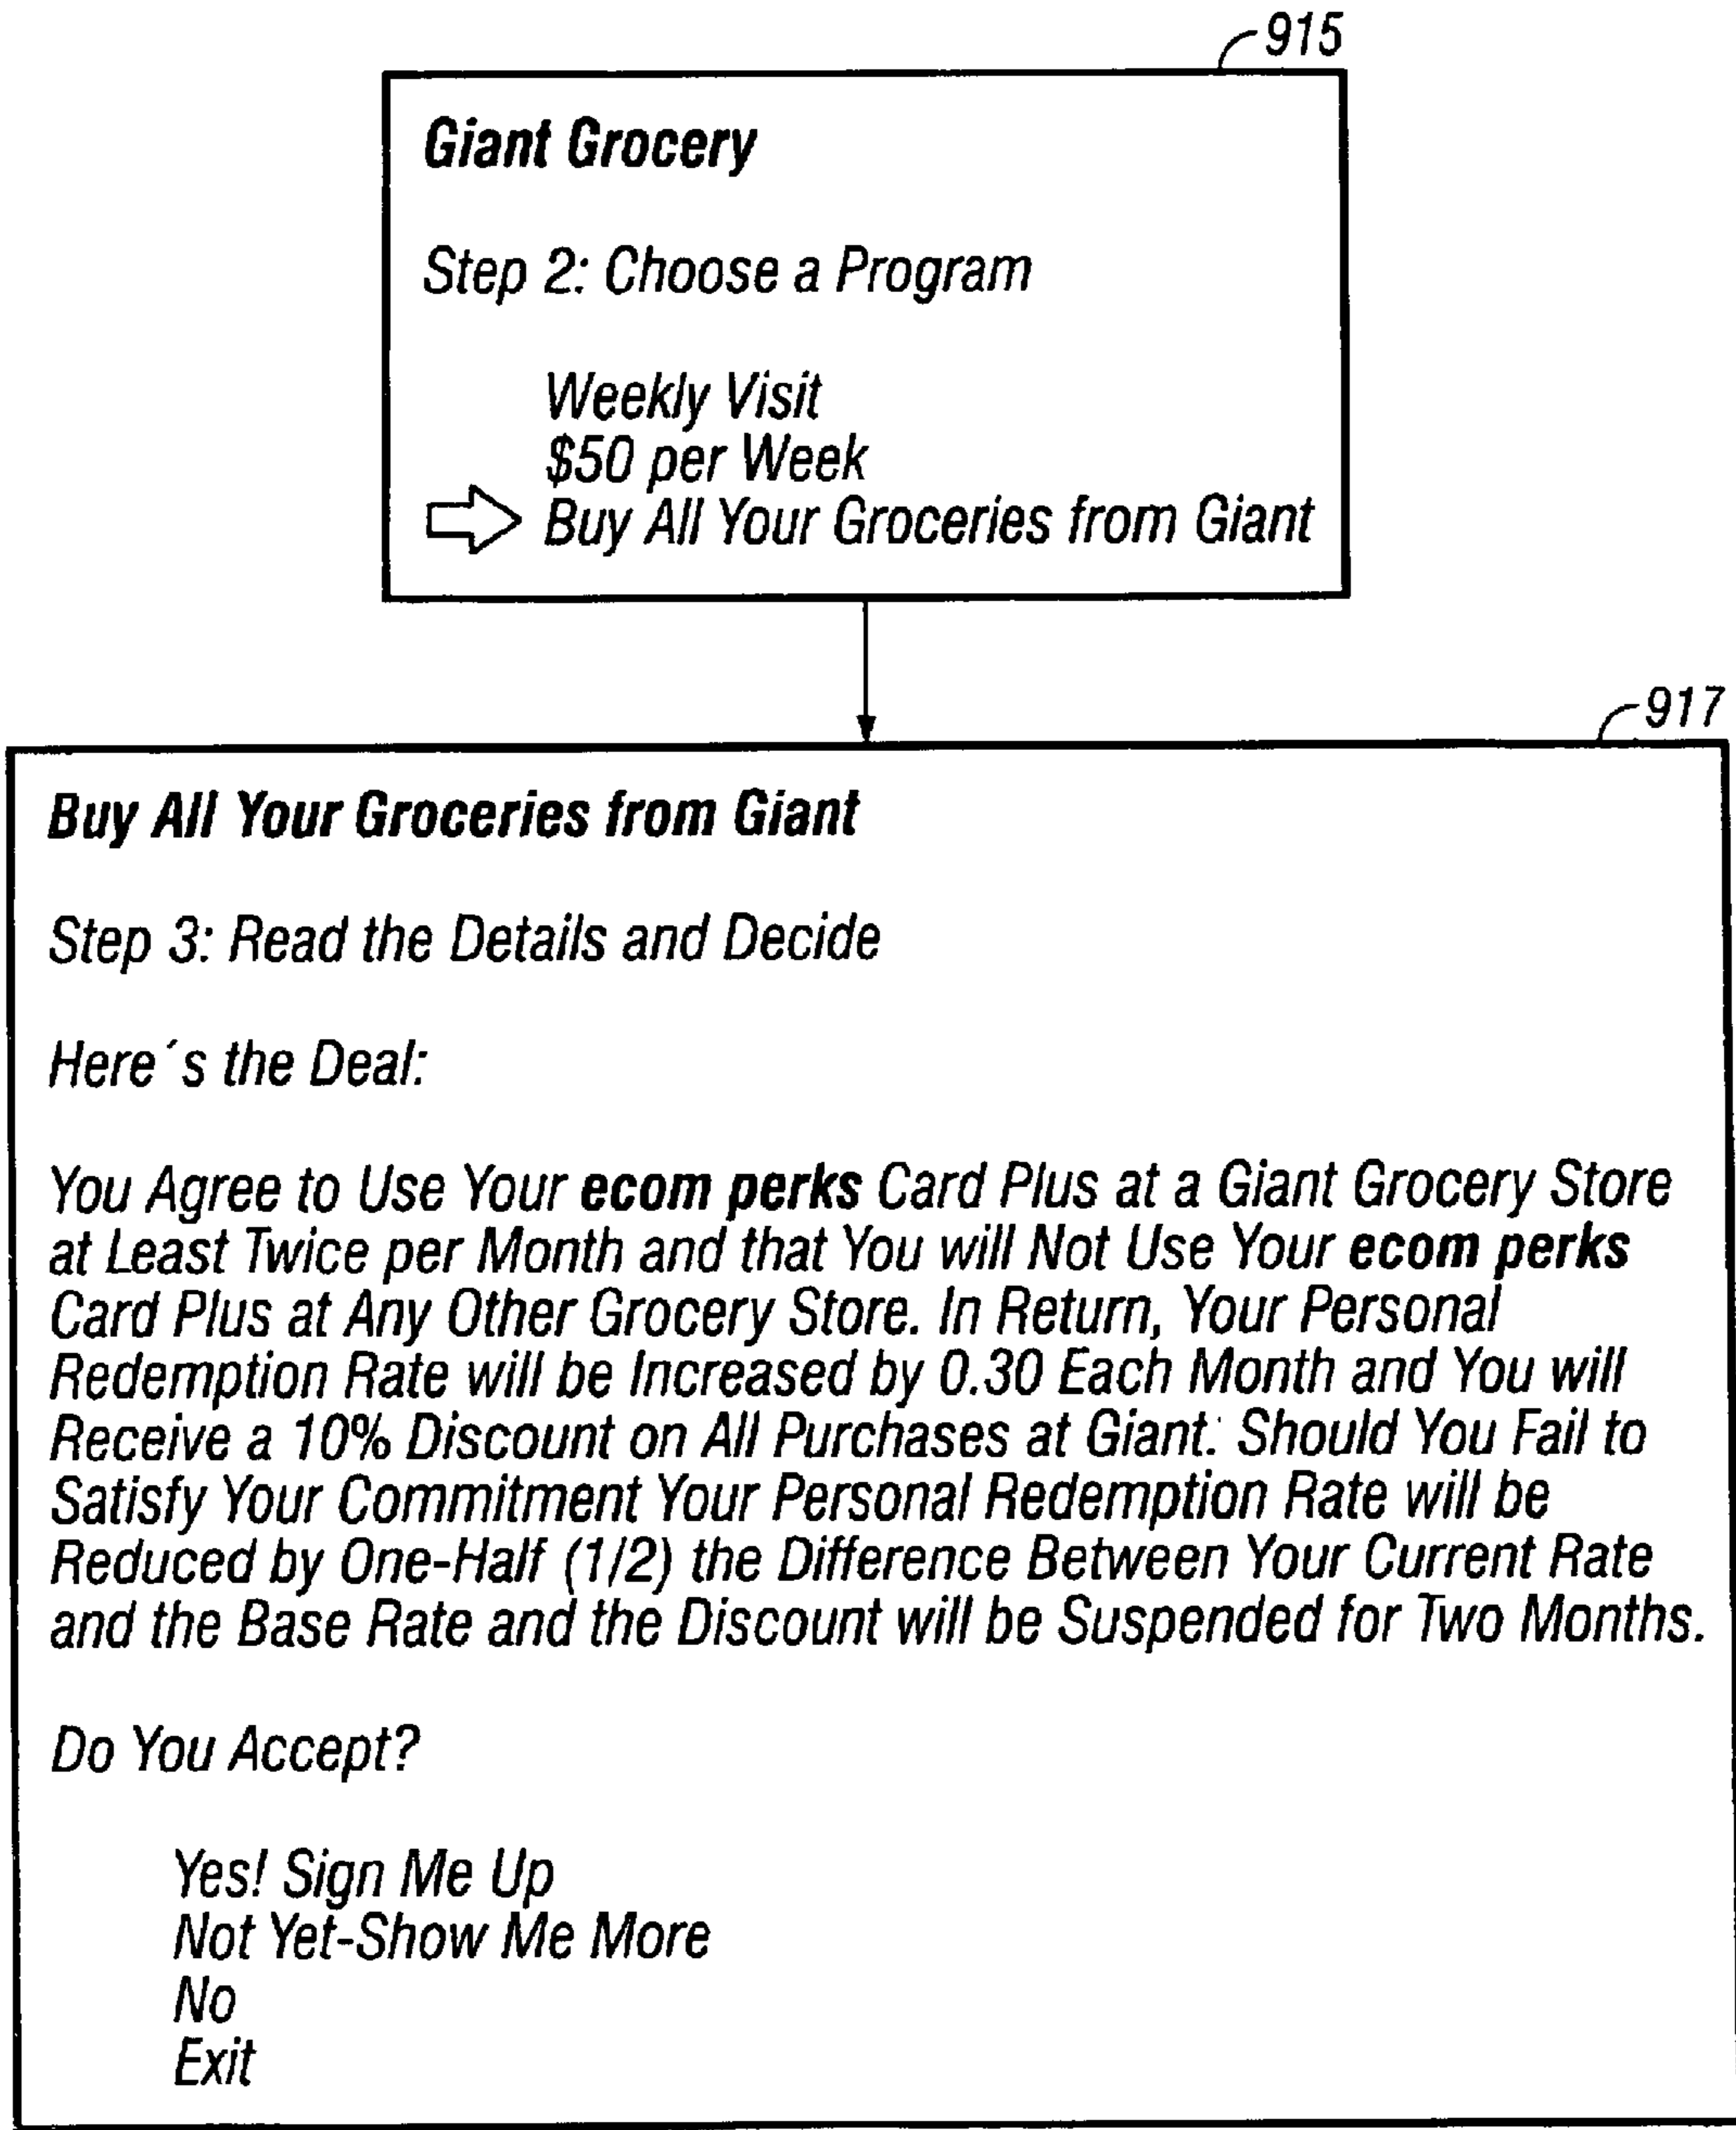 915
Giant Grocery
Step 2: Choose a Program
Weekly Visit
$50 per Week
Buy All Your Groceries from Giant
917
Buy All Your Groceries from Giant
Step 3: Read the Details and Decide
Here´s the Deal:
You Agree to Use Your ecom perks Card Plus at a Giant Grocery Store
at Least Twice per Month and that You will Not Use Your ecom perks
Card Plus at Any Other Grocery Store. In Return, Your Personal
Redemption Rate will be Increased by 0.30 Each Month and You will
Receive a 10% Discount on All Purchases at Giant. Should You Fail to
Satisfy Your Commitment Your Personal Redemption Rate will be
Reduced by One-Half (1/2) the Difference Between Your Current Rate
and the Base Rate and the Discount will be Suspended for Two Months.
Do You Accept?
Yes! Sign Me Up
Not Yet-Show Me More
No
Exit